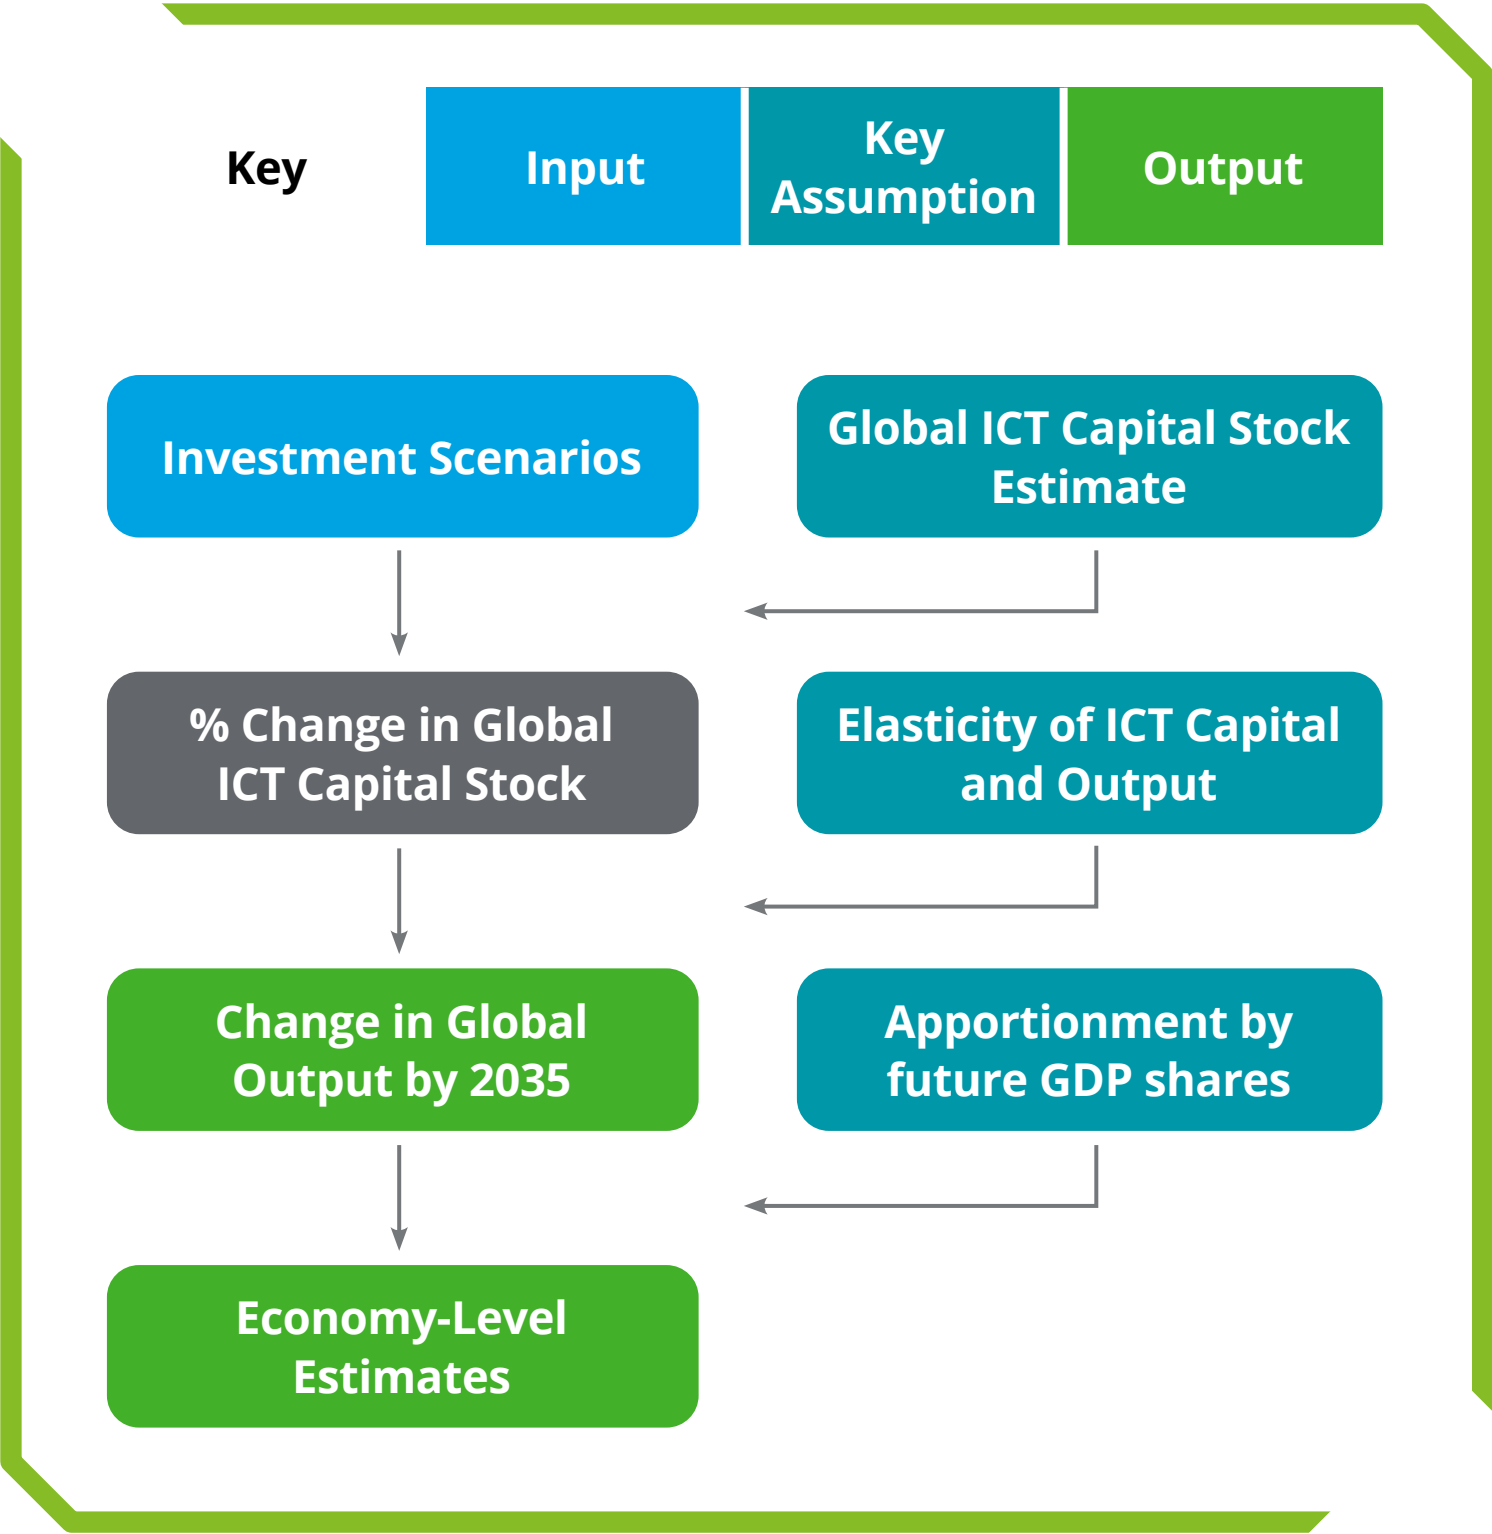 Key
Input
Key
Assumption
Output
Investment Scenarios
Global ICT Capital Stock
Estimate
% Change in Global
ICT Capital Stock
Elasticity of ICT Capital
and Output
Change in Global
Output by 2035
Apportionment by
future GDP shares
Economy-Level
Estimates